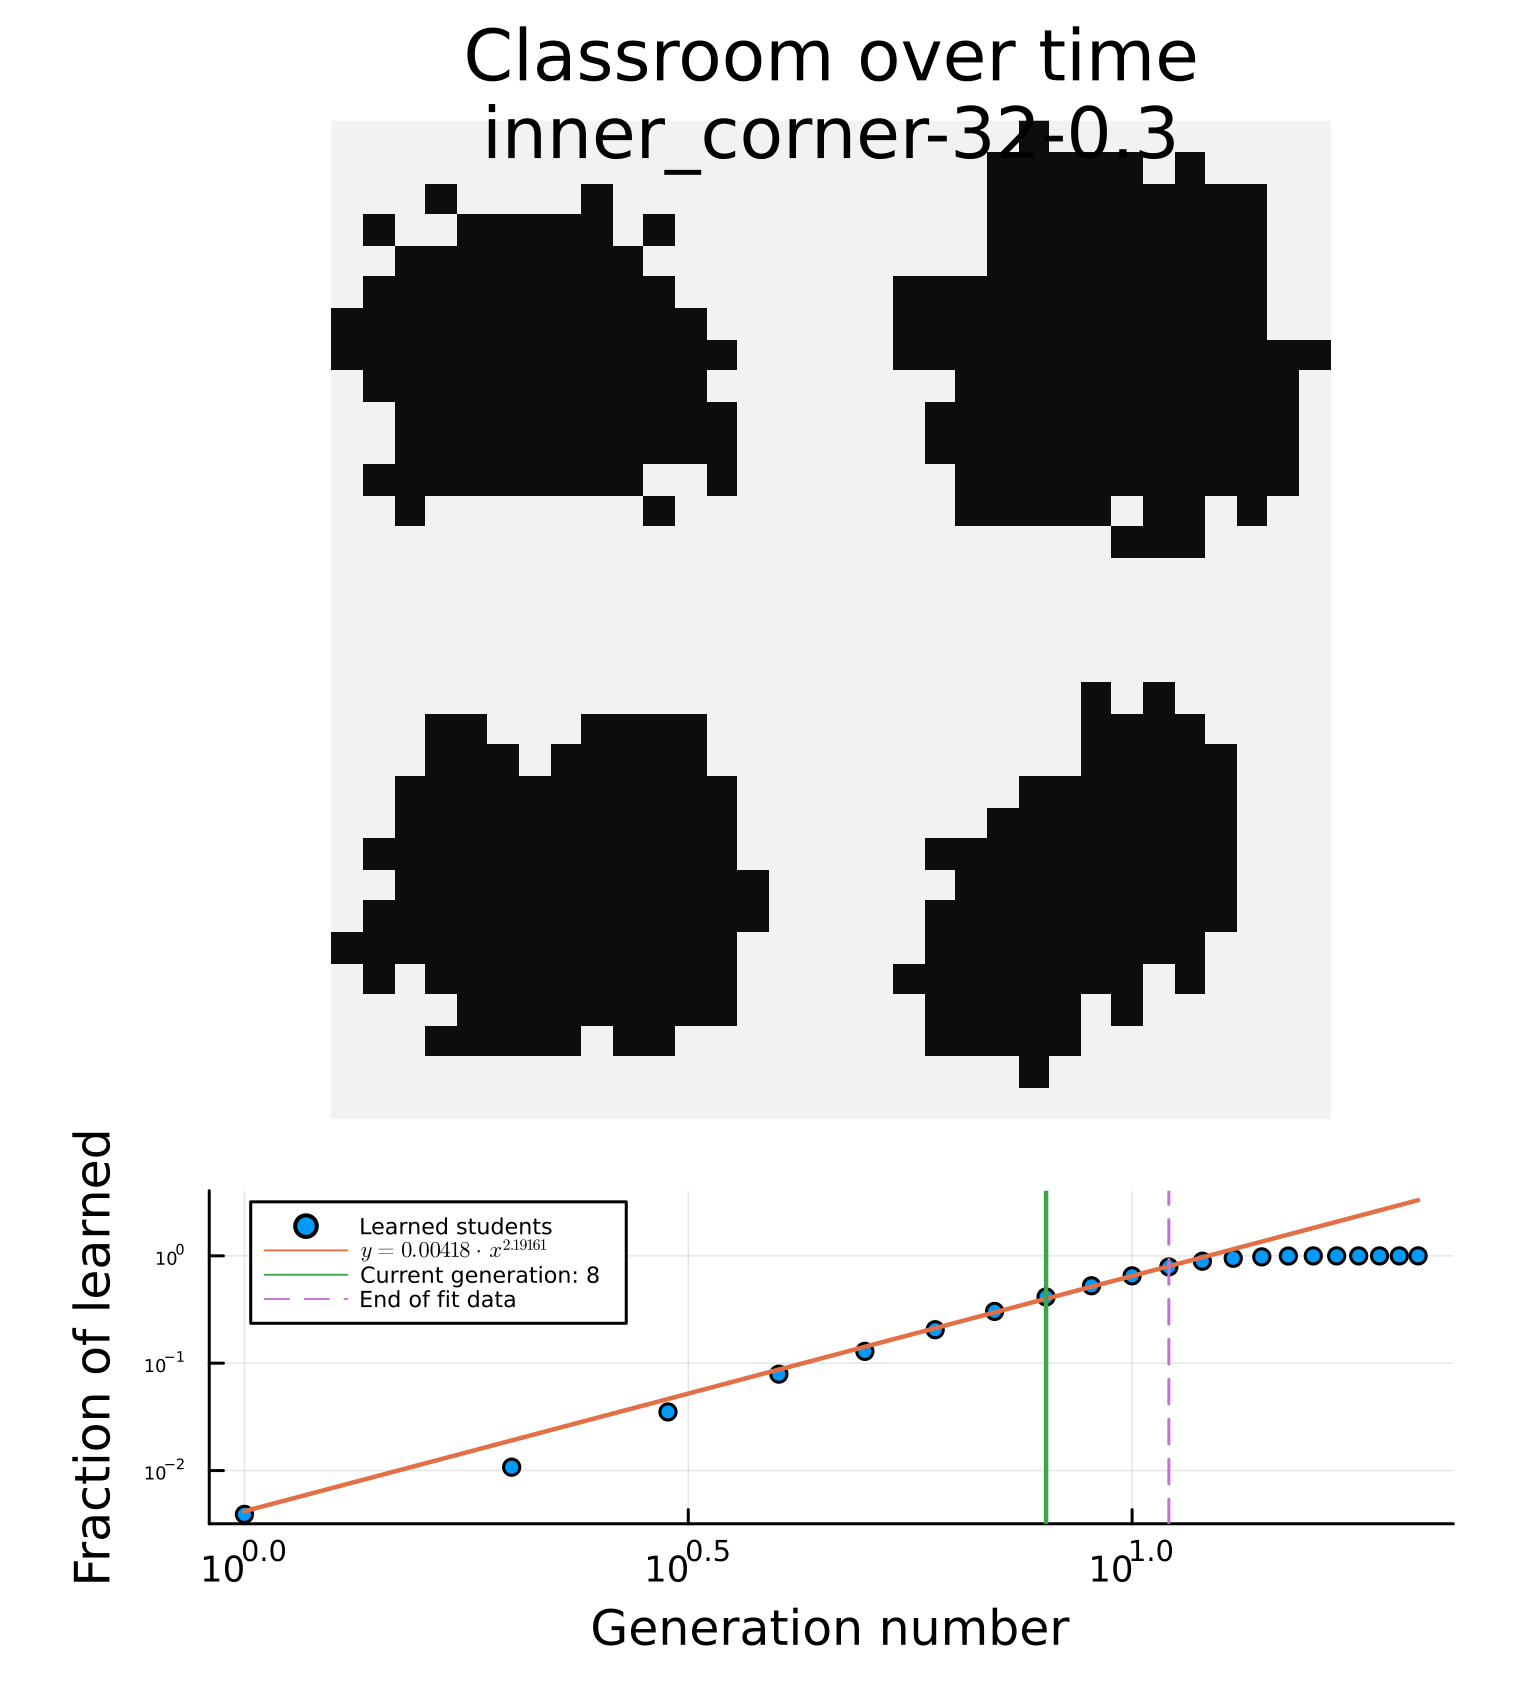 Classroom over time
inner_corner-32-0.3
Fraction of learned
Learned students
y = 0.00418 · x^2.19161
Current generation: 8
End of fit data
10^0
10^−1
10^−2
10^0.0
10^0.5
10^1.0
Generation number